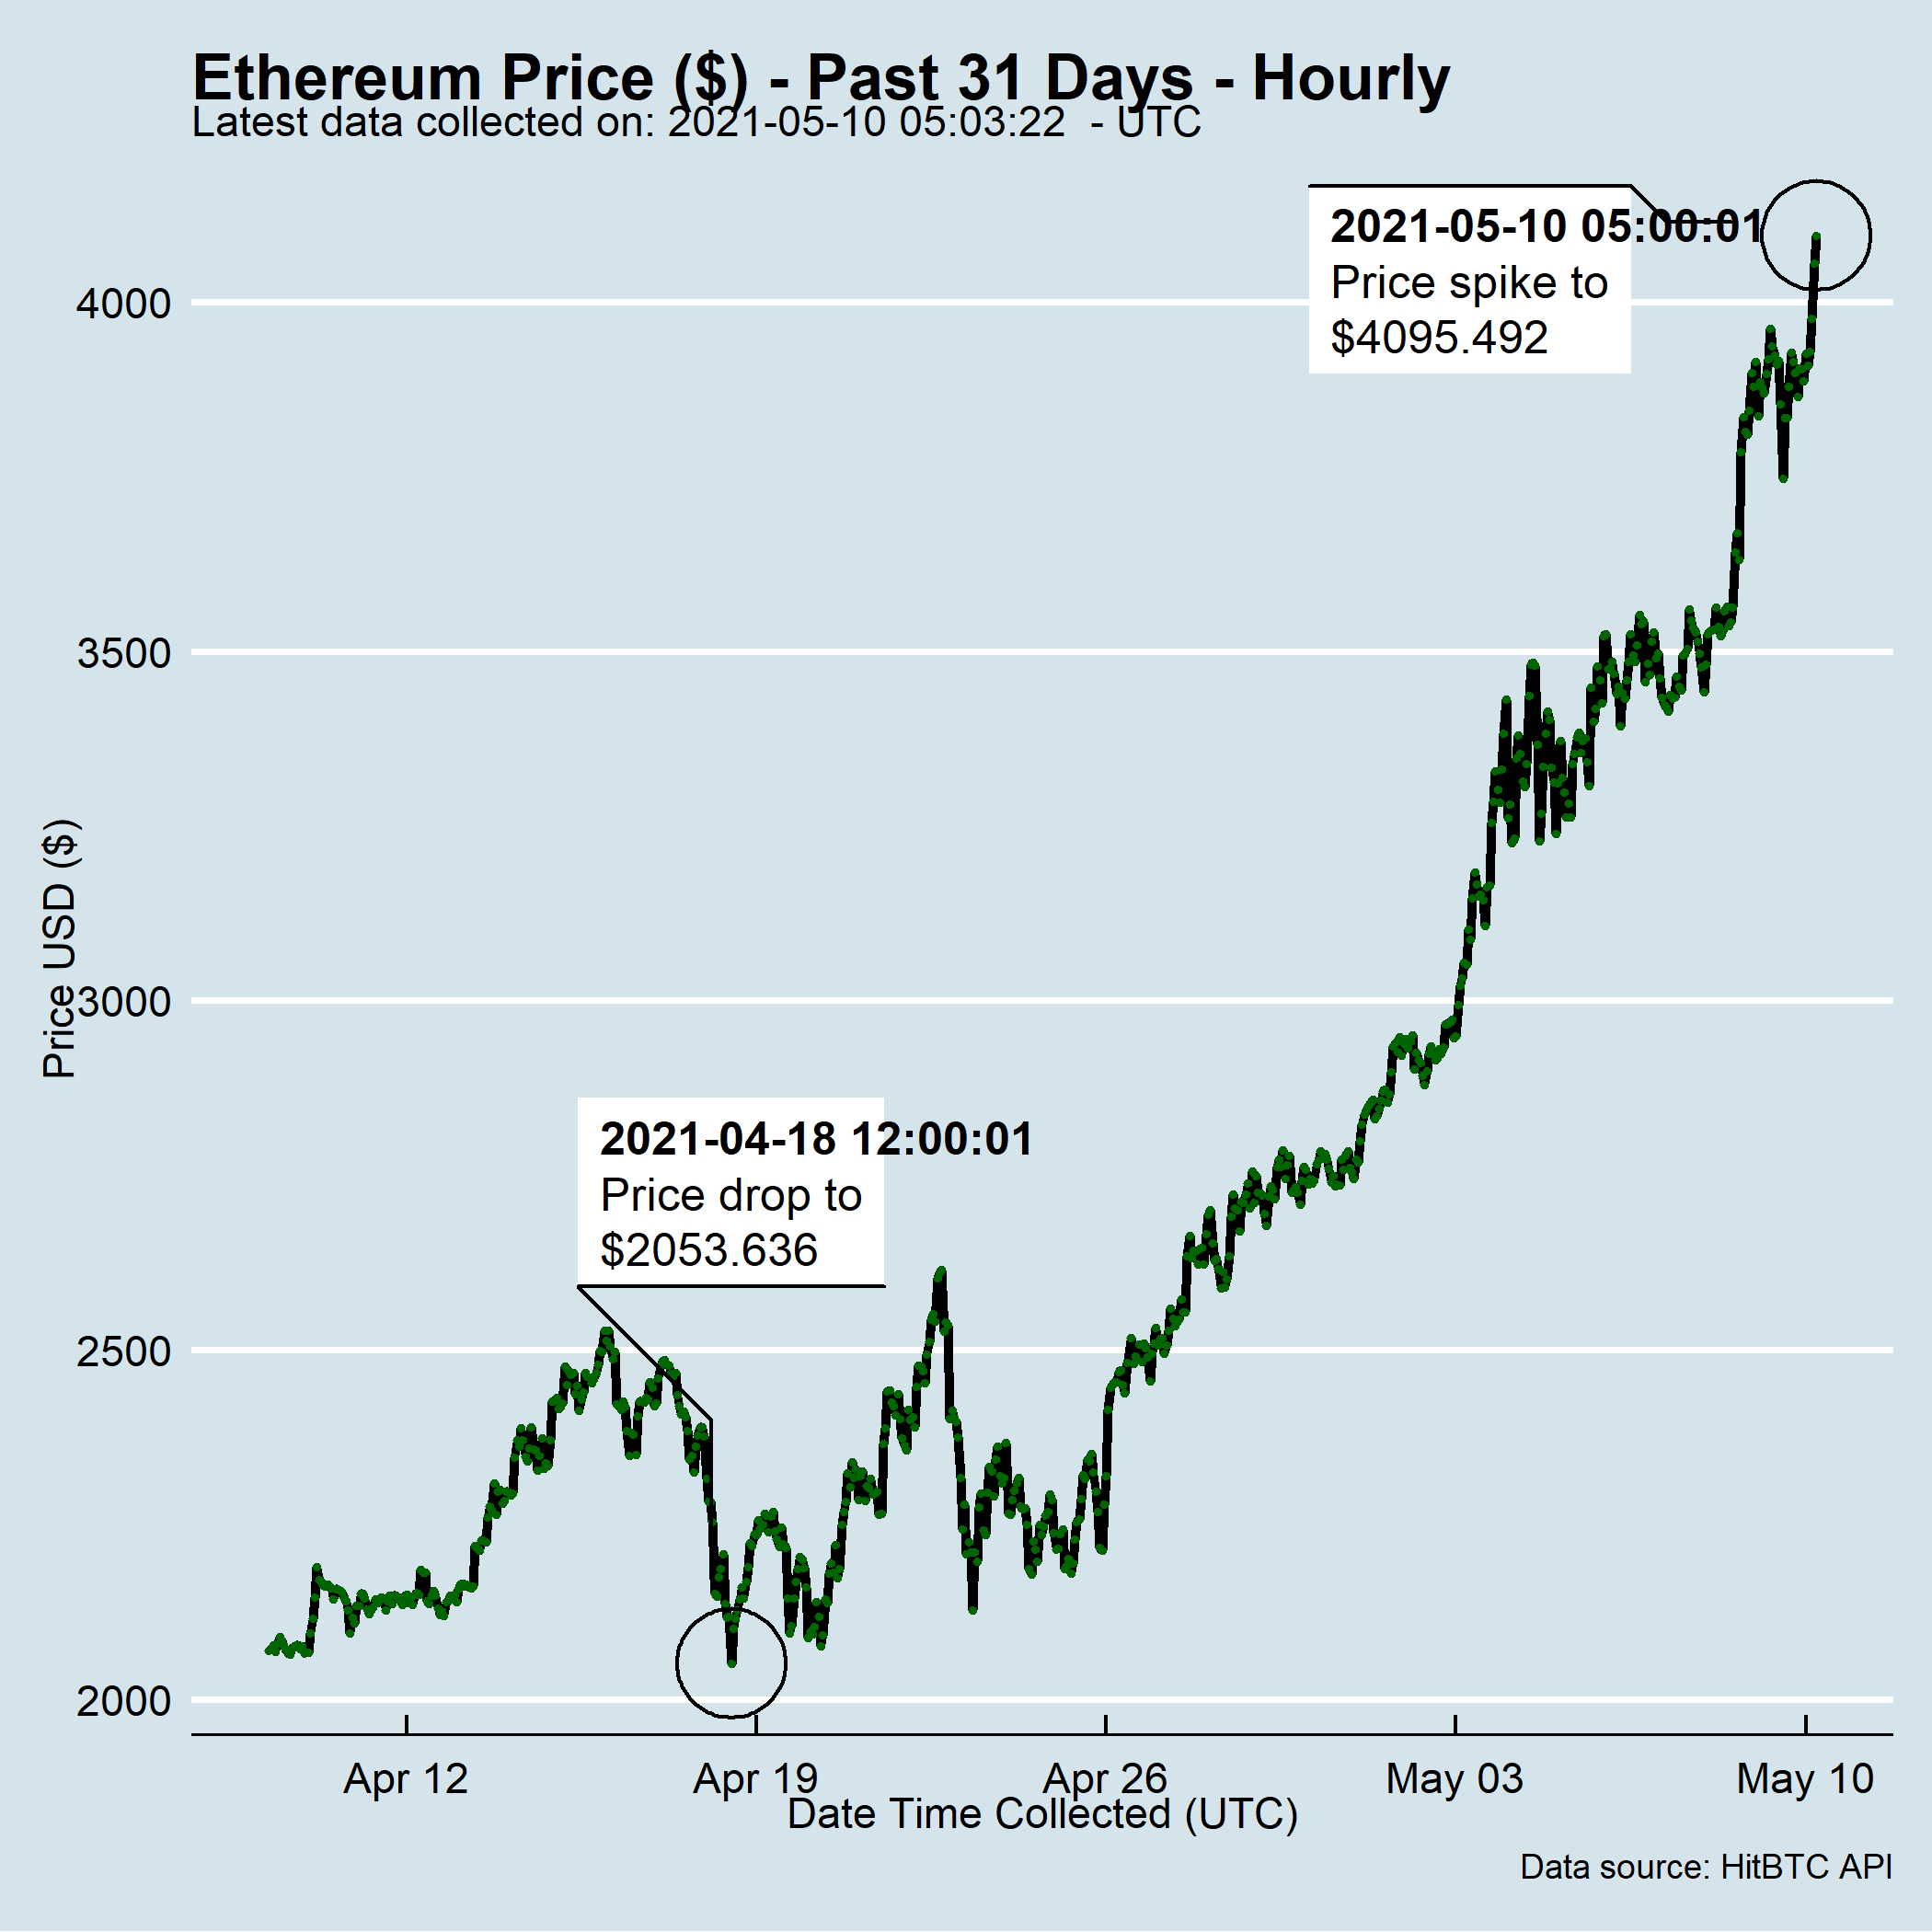 Ethereum Price ($) - Past 31 Days - Hourly
Latest data collected on: 2021-05-10 05:03:22  - UTC
2021-05-10 05:00:01
Price spike to
$4095.492
4000
3500
3000
2500
2000
Price USD ($)
2021-04-18 12:00:01
Price drop to
$2053.636
Apr 12
Apr 19
Apr 26
May 03
May 10
Date Time Collected (UTC)
Data source: HitBTC API